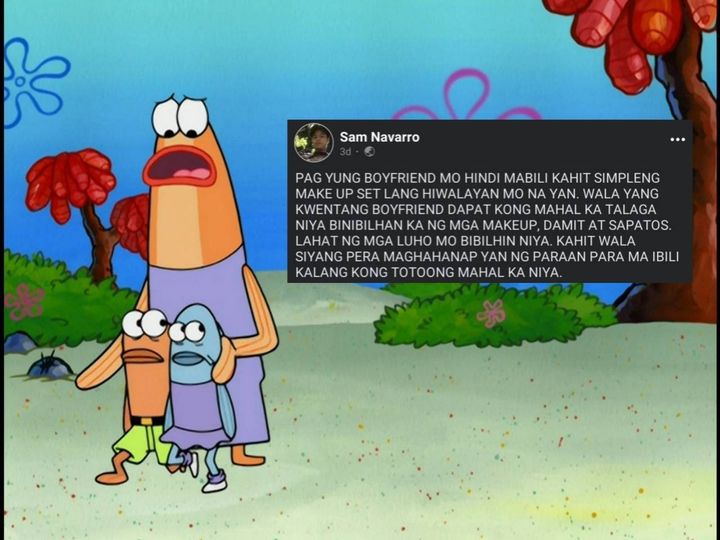 Sam Navarro
3d ·
PAG YUNG BOYFRIEND MO HINDI MABILI KAHIT SIMPLENG
MAKE UP SET LANG HIWALAYAN MO NA YAN. WALA YANG
KWENTANG BOYFRIEND DAPAT KONG MAHAL KA TALAGA
NIYA BINIBILHAN KA NG MGA MAKEUP, DAMIT AT SAPATOS.
LAHAT NG MGA LUHO MO BIBILHIN NIYA. KAHIT WALA
SIYANG PERA MAGHAHANAP YAN NG PARAAN PARA MA IBILI
KALANG KONG TOTOONG MAHAL KA NIYA.